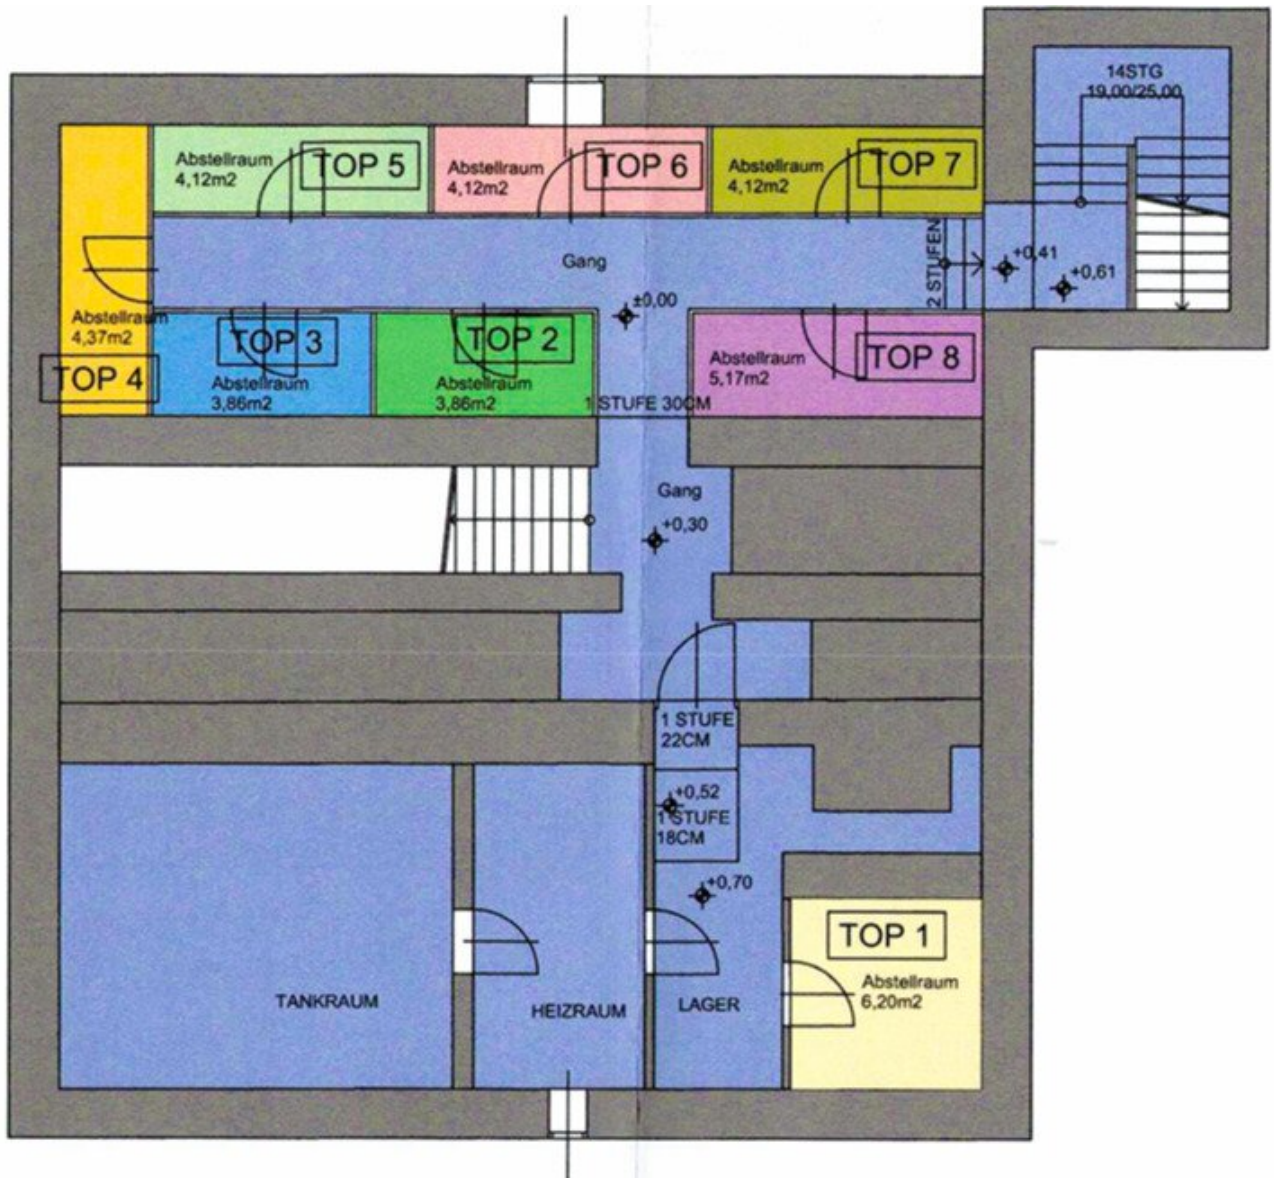 14STG
19,00/25,00
Abstellraum
4,12m2
TOP 5
Abstellraum
4,12m2
TOP 6
Abstellraum
4,12m2
TOP 7
Gang
2 STUFEN
+0,41
+0,61
±0,00
Abstellraum
4,37m2
TOP 4
TOP 3
Abstellraum
3,86m2
TOP 2
Abstellraum
3,86m2
Abstellraum
5,17m2
TOP 8
1 STUFE 30CM
Gang
+0,30
1 STUFE
22CM
+0,52
1 STUFE
18CM
+0,70
TOP 1
Abstellraum
6,20m2
TANKRAUM
HEIZRAUM
LAGER